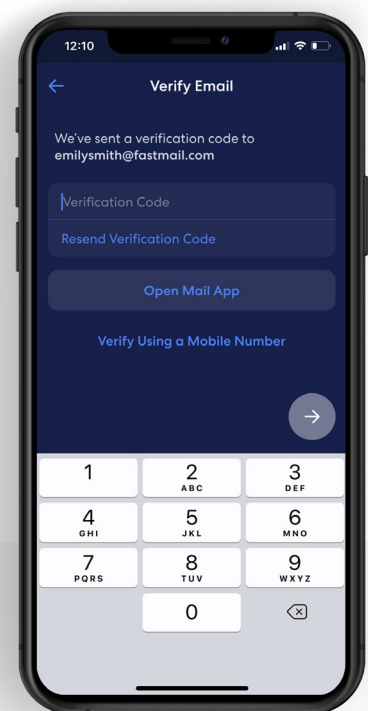 12:10
Verify Email
We've sent a verification code to
emilysmith@fastmail.com
Verification Code
Resend Verification Code
Open Mail App
Verify Using a Mobile Number
1 2 3
ABC DEF
4 5 6
GHI JKL MNO
7 8 9
PQRS TUV WXYZ
0